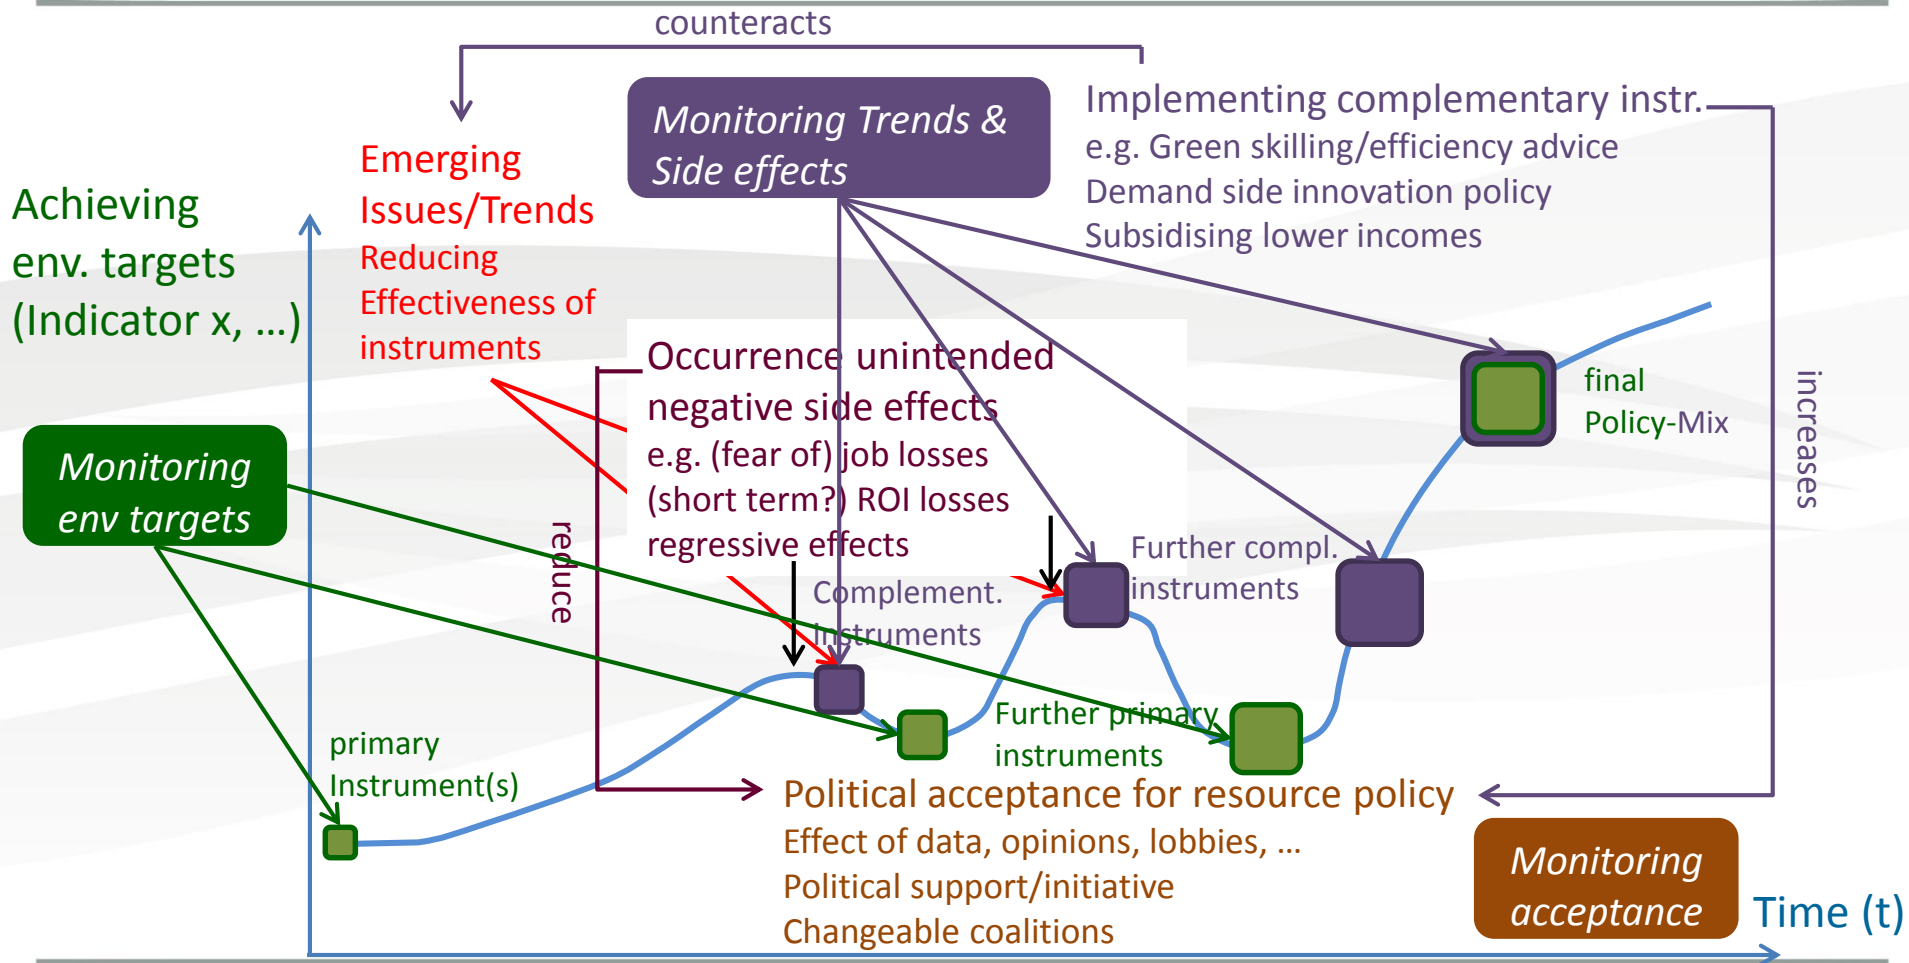 counteracts
Monitoring Trends &
Side effects
Implementing complementary instr.
e.g. Green skilling/efficiency advice
Demand side innovation policy
Subsidising lower incomes
Emerging
Issues/Trends
Reducing
Effectiveness of
instruments
Achieving
env. targets
(Indicator x, …)
Occurrence unintended
negative side effects
e.g. (fear of) job losses
(short term?) ROI losses
regressive effects
final
Policy-Mix
increases
Monitoring
env targets
reduce
Further compl.
instruments
Complement.
instruments
Further primary
instruments
primary
Instrument(s)
Political acceptance for resource policy
Effect of data, opinions, lobbies, …
Political support/initiative
Changeable coalitions
Monitoring
acceptance
Time (t)